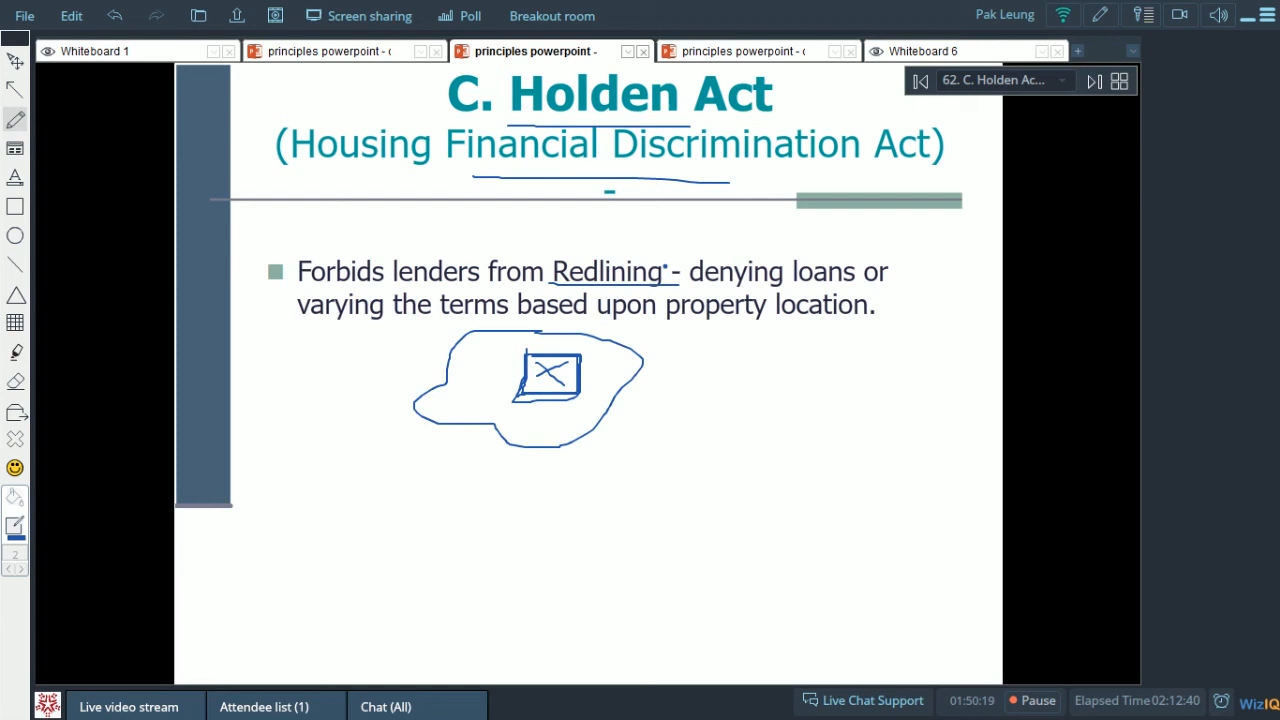 File Edit Screen sharing Poll Breakout room Pak Leung
Whiteboard 1 principles powerpoint - ( principles powerpoint - principles powerpoint - ( Whiteboard 6
62. C. Holden Ac...
C. Holden Act
(Housing Financial Discrimination Act)
-
Forbids lenders from Redlining - denying loans or
varying the terms based upon property location.
2
Live video stream Attendee list (1) Chat (All) Live Chat Support 01:50:19 Pause Elapsed Time 02:12:40 WizIQ